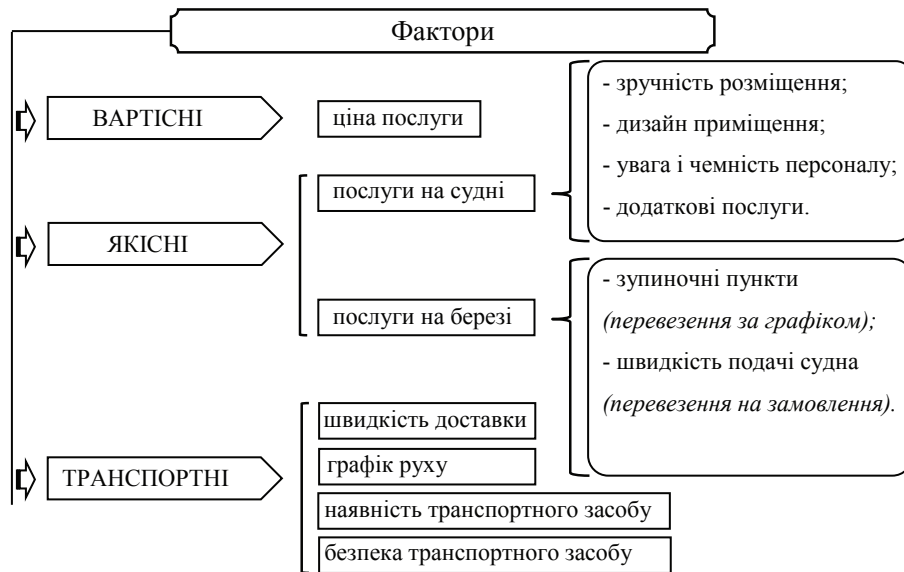 Фактори
ВАРТІСНІ
ціна послуги
ЯКІСНІ
послуги на судні
- зручність розміщення;
- дизайн приміщення;
- увага і чемність персоналу;
- додаткові послуги.
послуги на березі
- зупиночні пункти
(перевезення за графіком);
- швидкість подачі судна
(перевезення на замовлення).
ТРАНСПОРТНІ
швидкість доставки
графік руху
наявність транспортного засобу
безпека транспортного засобу